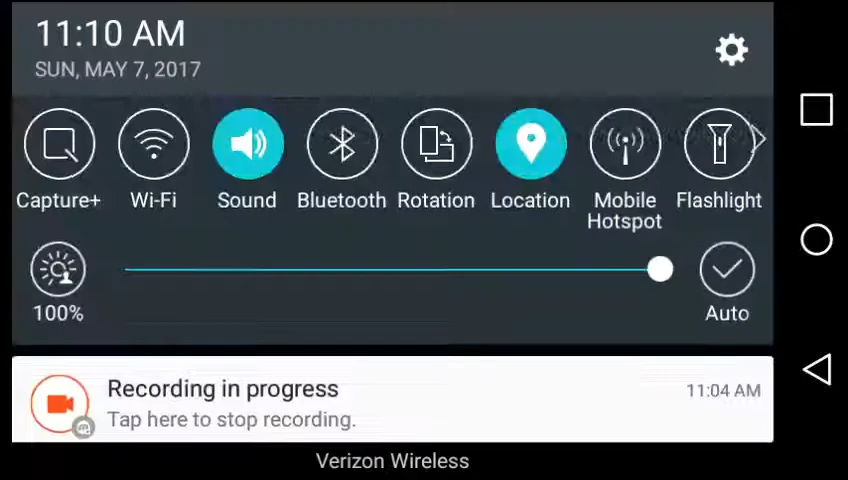 11:10 AM
SUN, MAY 7, 2017
Capture+ Wi-Fi Sound Bluetooth Rotation Location Mobile Hotspot Flashlight
100% Auto
Recording in progress 11:04 AM
Tap here to stop recording.
Verizon Wireless